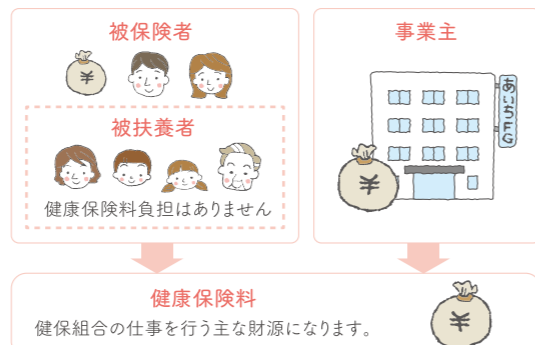 被保険者
事業主
¥
あいちFG
被扶養者
¥
健康保険料負担はありません
健康保険料
健保組合の仕事を行う主な財源になります。
¥